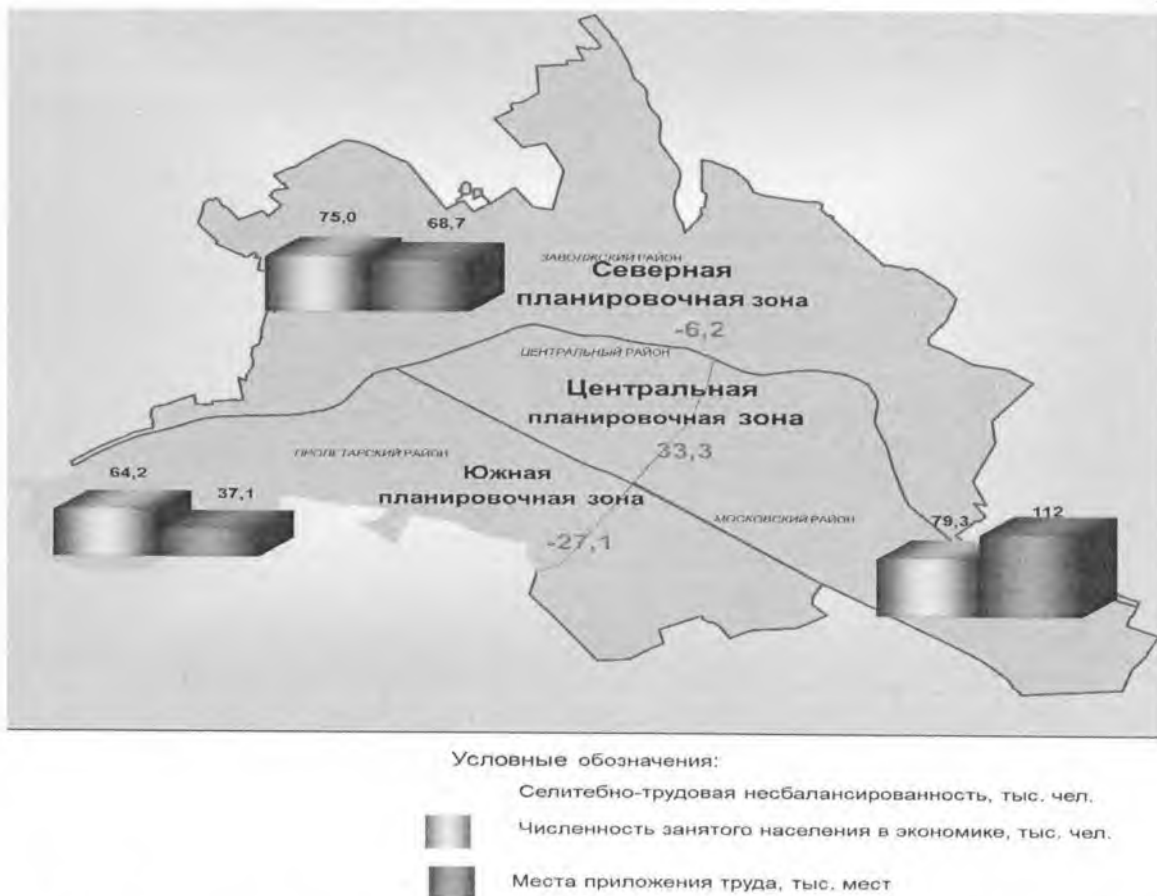 75,0
68,7
ЗАВОЛЖСКИЙ РАЙОН
Северная
планировочная зона
-6,2
ЦЕНТРАЛЬНЫЙ РАЙОН
Центральная
планировочная зона
33,3
ПРОЛЕТАРСКИЙ РАЙОН
64,2
37,1
Южная
планировочная зона
-27,1
МОСКОВСКИЙ РАЙОН
79,3
112
Условные обозначения:
Селитебно-трудовая несбалансированность, тыс. чел.
Численность занятого населения в экономике, тыс. чел.
Места приложения труда, тыс. мест